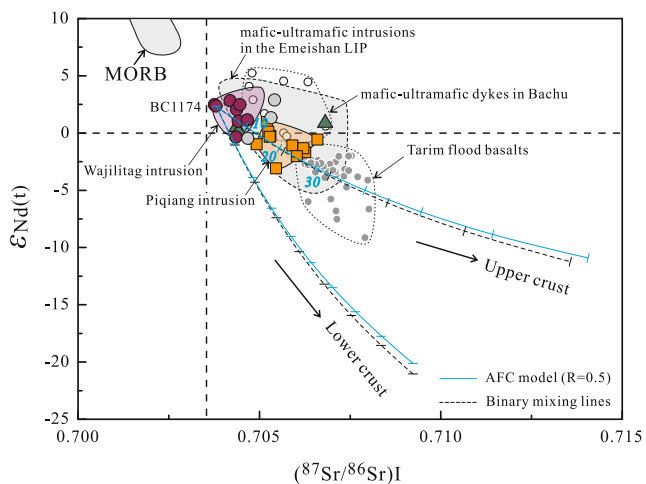 10
mafic-ultramafic intrusions
in the Emeishan LIP
MORB
5
BC1174
mafic-ultramafic dykes in Bachu
10
0
20
Tarim flood basalts
Wajilitag intrusion
30
-5
Piqiang intrusion
-10
Upper crust
-15
Lower crust
-20
AFC model (R=0.5)
Binary mixing lines
-25
0.700
0.705
0.710
0.715
εNd(t)
(⁸⁷Sr/⁸⁶Sr)I